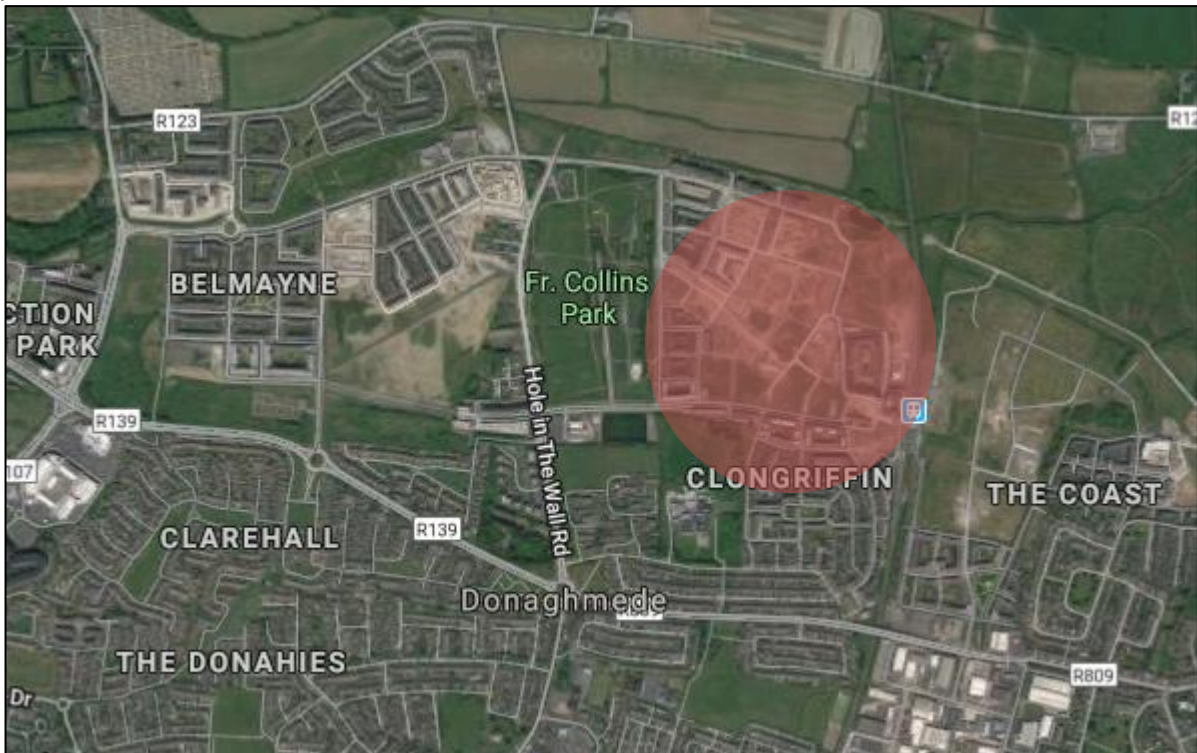 R123
R12
BELMAYNE
Fr. Collins
Park
CTION
PARK
Hole in The Wall Rd
R139
107
CLONGRIFFIN
THE COAST
R139
CLAREHALL
Donaghmede
THE DONAHIES
R809
Dr